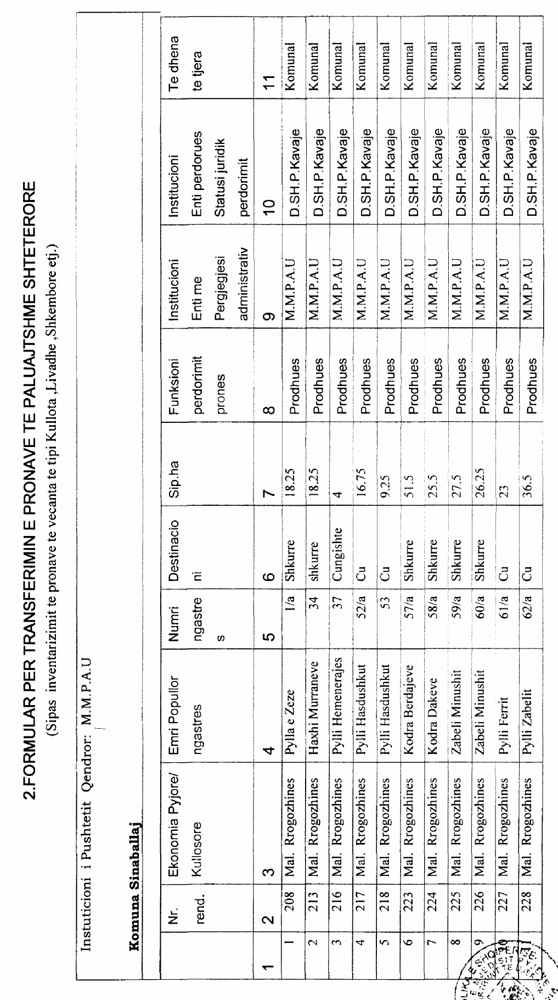 2.FORMULAR PER TRANSFERIMIN E PRONAVE TE PALUAJTSHME SHTETERORE
(Sipas inventarizimit te pronave te vecanta te tipi Kullota ,Livadhe ,Shkembore etj.)
Instuticioni i Pushtetit Qendror: M.M.P.A.U
Komuna Sinaballaj
Nr. Ekonomia Pyjore/ Emri Popullor Numri Destinacio Sip.ha Funksioni Institucioni Institucioni Te dhena
rend. Kullosore ngastres ngastre ni perdorimit Enti me Enti perdorues te tjera
s prones Pergjegjesi Statusi juridik
administrativ perdorimit
1 2 3 4 5 6 7 8 9 10 11
1 208 Mal. Rrogozhines Pylla e Zeze 1/a Shkurre 18.25 Prodhues M.M.P.A.U D.SH.P.Kavaje Komunal
2 213 Mal. Rrogozhines Haxhi Murraneve 34 shkurre 18.25 Prodhues M.M.P.A.U D.SH.P.Kavaje Komunal
3 216 Mal. Rrogozhines Pylli Hemenerajes 37 Cungishte 4 Prodhues M.M.P.A.U D.SH.P.Kavaje Komunal
4 217 Mal. Rrogozhines Pylli Hasdushkut 52/a Cu 16.75 Prodhues M.M.P.A.U D.SH.P.Kavaje Komunal
5 218 Mal. Rrogozhines Pylli Hasdushkut 53 Cu 9.25 Prodhues M.M.P.A.U D.SH.P.Kavaje Komunal
6 223 Mal. Rrogozhines Kodra Berdajeve 57/a Shkurre 51.5 Prodhues M.M.P.A.U D.SH.P.Kavaje Komunal
7 224 Mal. Rrogozhines Kodra Dakeve 58/a Shkurre 25.5 Prodhues M.M.P.A.U D.SH.P.Kavaje Komunal
8 225 Mal. Rrogozhines Zabeli Minushit 59/a Shkurre 27.5 Prodhues M.M.P.A.U D.SH.P.Kavaje Komunal
9 226 Mal. Rrogozhines Zabeli Minushit 60/a Shkurre 26.25 Prodhues M.M.P.A.U D.SH.P.Kavaje Komunal
10 227 Mal. Rrogozhines Pylli Ferrit 61/a Cu 23 Prodhues M.M.P.A.U D.SH.P.Kavaje Komunal
11 228 Mal. Rrogozhines Pylli Zabelit 62/a Cu 36.5 Prodhues M.M.P.A.U D.SH.P.Kavaje Komunal